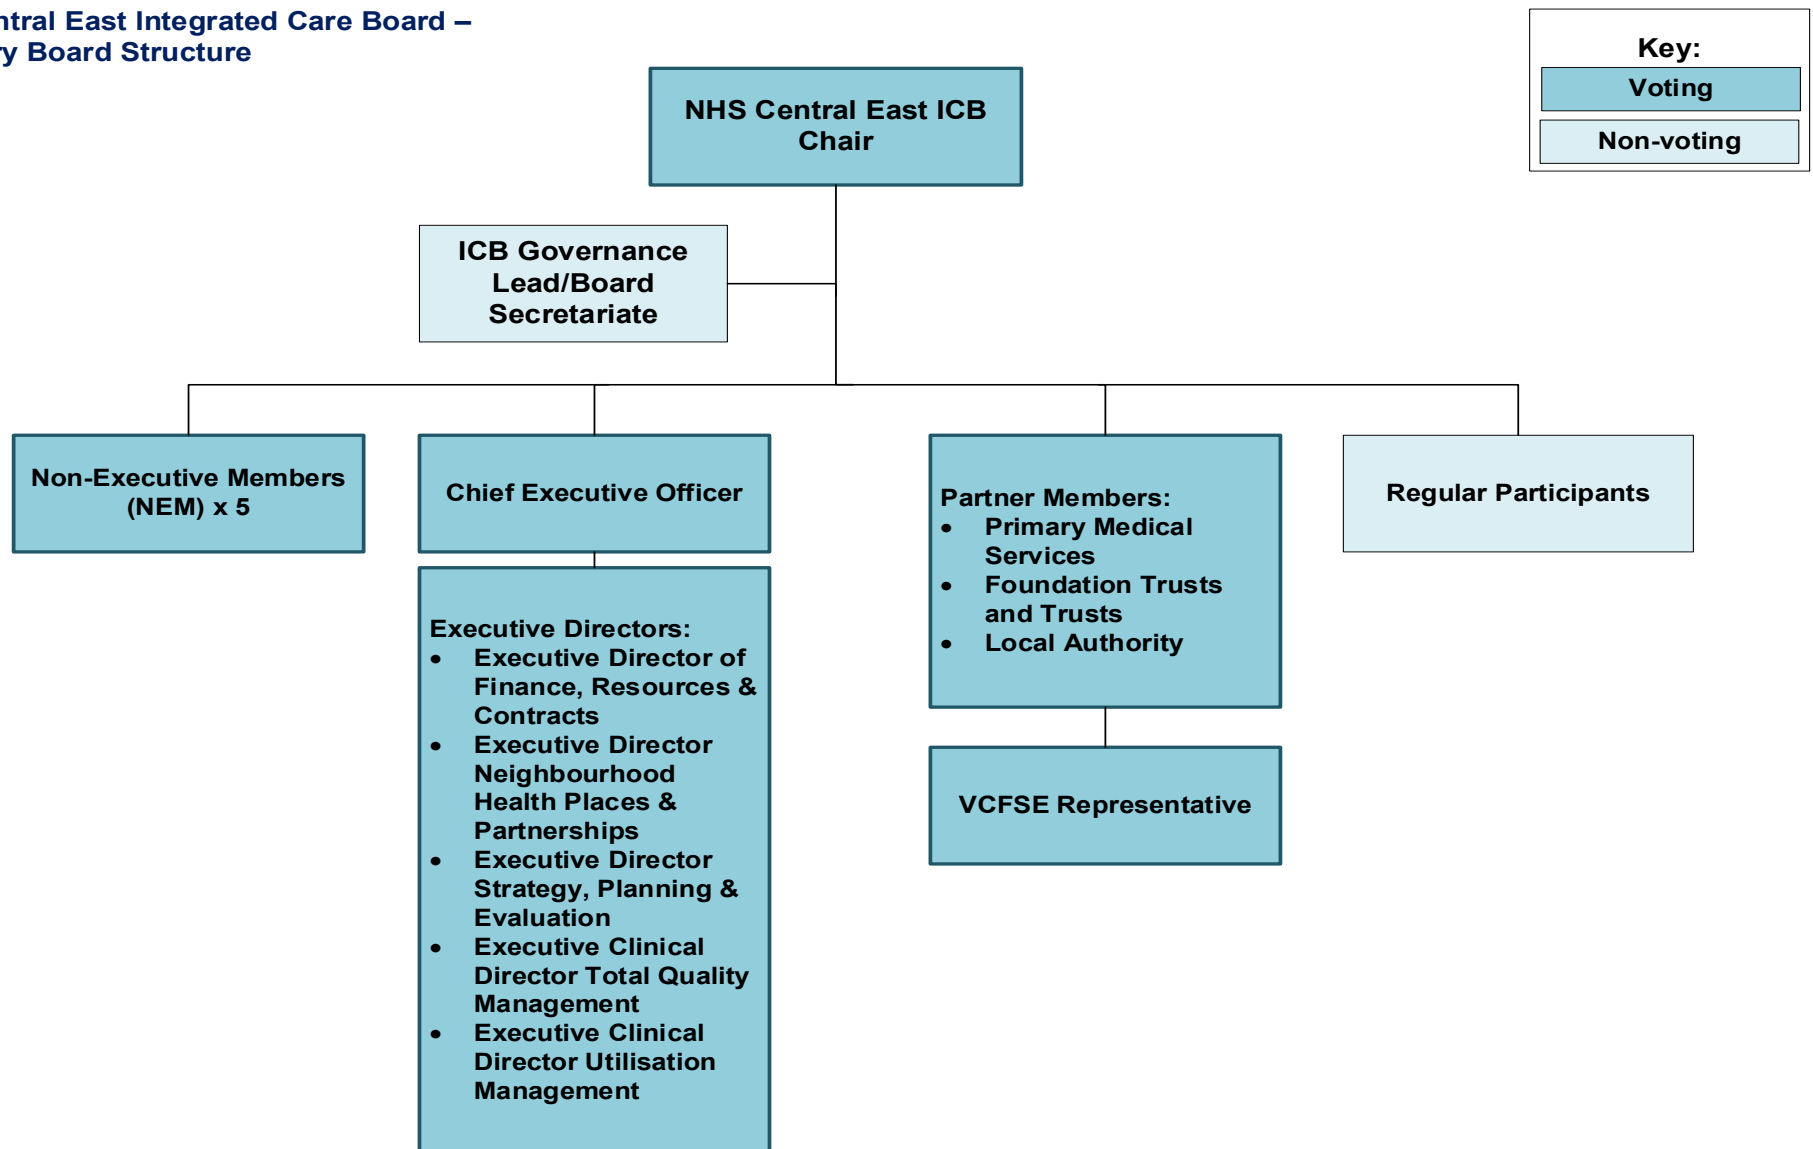 ntral East Integrated Care Board –
ry Board Structure
Key:
Voting
Non-voting
NHS Central East ICB
Chair
ICB Governance
Lead/Board
Secretariate
Non-Executive Members
(NEM) x 5
Chief Executive Officer
Executive Directors:
• Executive Director of
Finance, Resources &
Contracts
• Executive Director
Neighbourhood
Health Places &
Partnerships
• Executive Director
Strategy, Planning &
Evaluation
• Executive Clinical
Director Total Quality
Management
• Executive Clinical
Director Utilisation
Management
Partner Members:
• Primary Medical
Services
• Foundation Trusts
and Trusts
• Local Authority
VCFSE Representative
Regular Participants